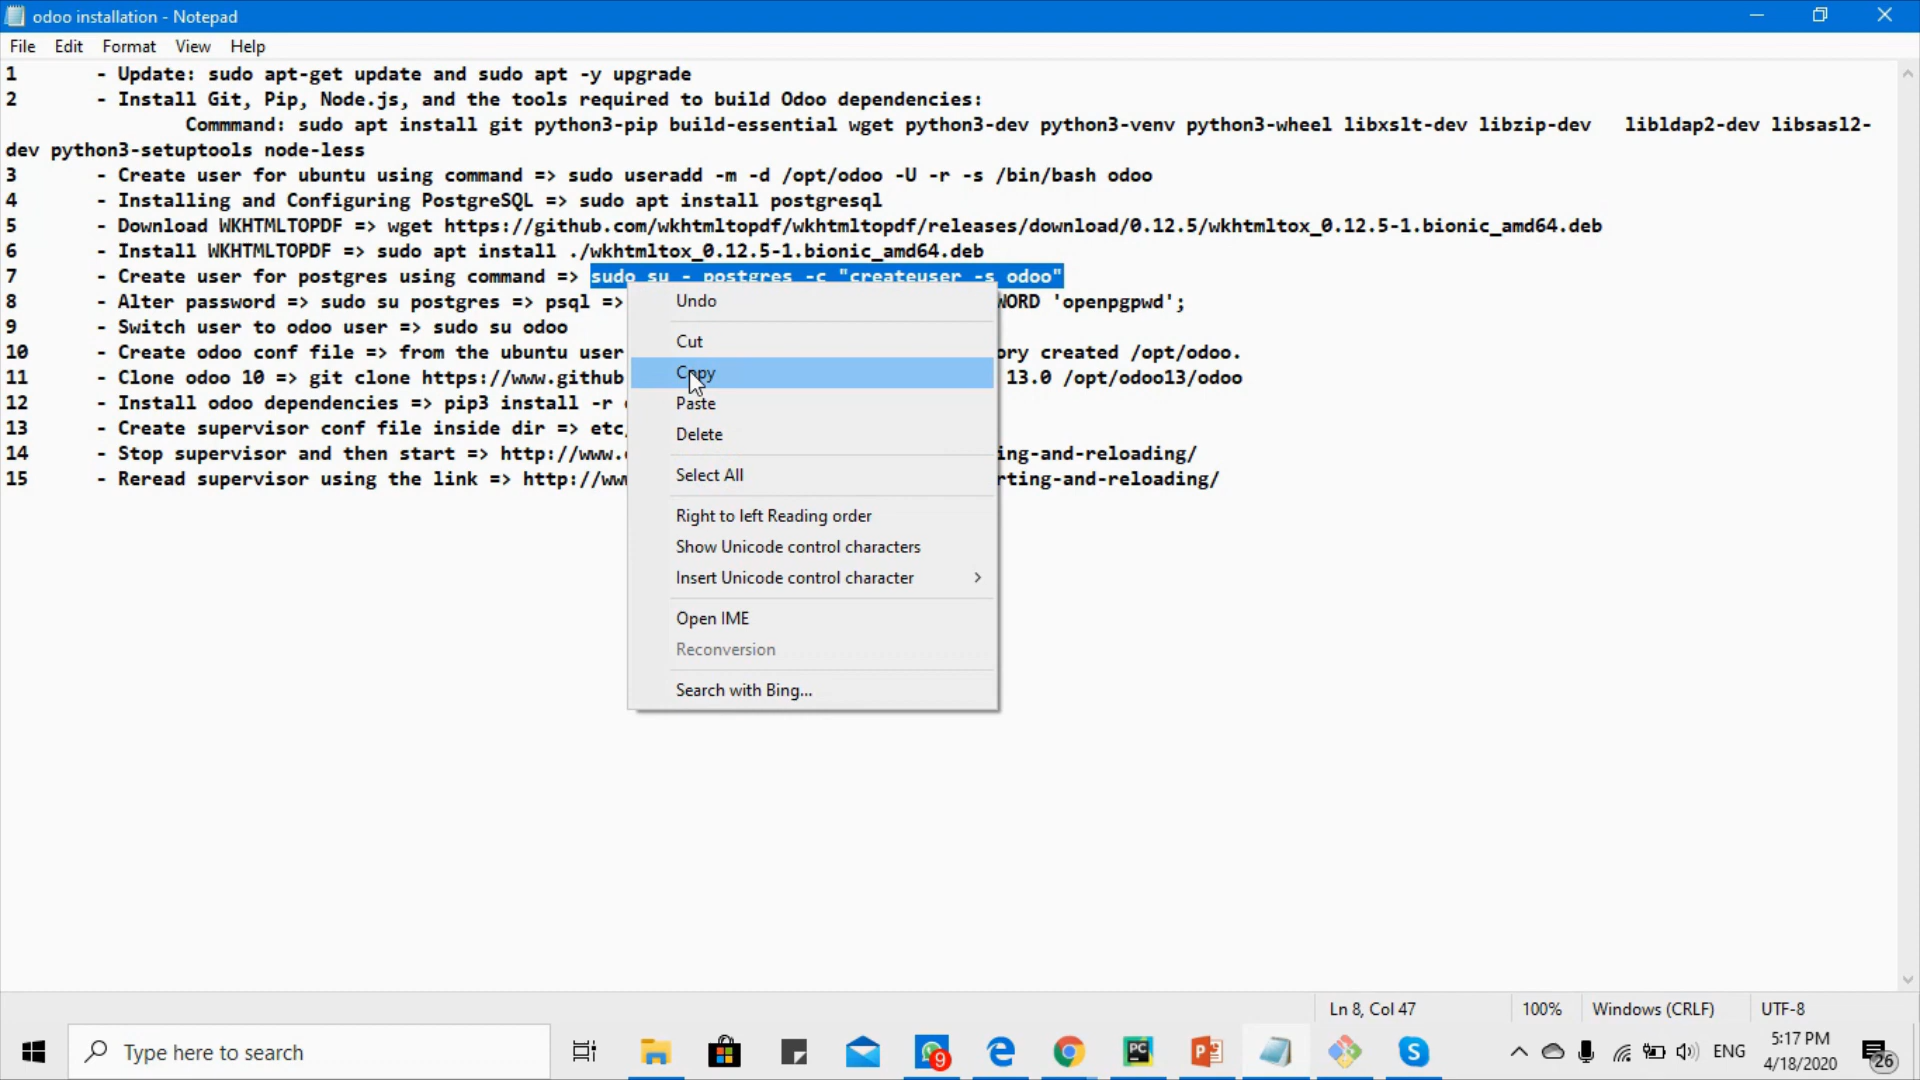 odoo installation - Notepad
File Edit Format View Help
1 - Update: sudo apt-get update and sudo apt -y upgrade
2 - Install Git, Pip, Node.js, and the tools required to build Odoo dependencies:
Commmand: sudo apt install git python3-pip build-essential wget python3-dev python3-venv python3-wheel libxslt-dev libzip-dev libldap2-dev libsasl2-
dev python3-setuptools node-less
3 - Create user for ubuntu using command => sudo useradd -m -d /opt/odoo -U -r -s /bin/bash odoo
4 - Installing and Configuring PostgreSQL => sudo apt install postgresql
5 - Download WKHTMLTOPDF => wget https://github.com/wkhtmltopdf/wkhtmltopdf/releases/download/0.12.5/wkhtmltox_0.12.5-1.bionic_amd64.deb
6 - Install WKHTMLTOPDF => sudo apt install ./wkhtmltox_0.12.5-1.bionic_amd64.deb
7 - Create user for postgres using command => sudo su - postgres -c "createuser -s odoo"
8 - Alter password => sudo su postgres => psql => WORD 'openpgpwd';
9 - Switch user to odoo user => sudo su odoo
10 - Create odoo conf file => from the ubuntu user ory created /opt/odoo.
11 - Clone odoo 10 => git clone https://www.github 13.0 /opt/odoo13/odoo
12 - Install odoo dependencies => pip3 install -r
13 - Create supervisor conf file inside dir => etc
14 - Stop supervisor and then start => http://www. ing-and-reloading/
15 - Reread supervisor using the link => http://ww rting-and-reloading/
Undo
Cut
Copy
Paste
Delete
Select All
Right to left Reading order
Show Unicode control characters
Insert Unicode control character
Open IME
Reconversion
Search with Bing...
Ln 8, Col 47 100% Windows (CRLF) UTF-8
Type here to search
9
PC
ENG
5:17 PM
4/18/2020
26